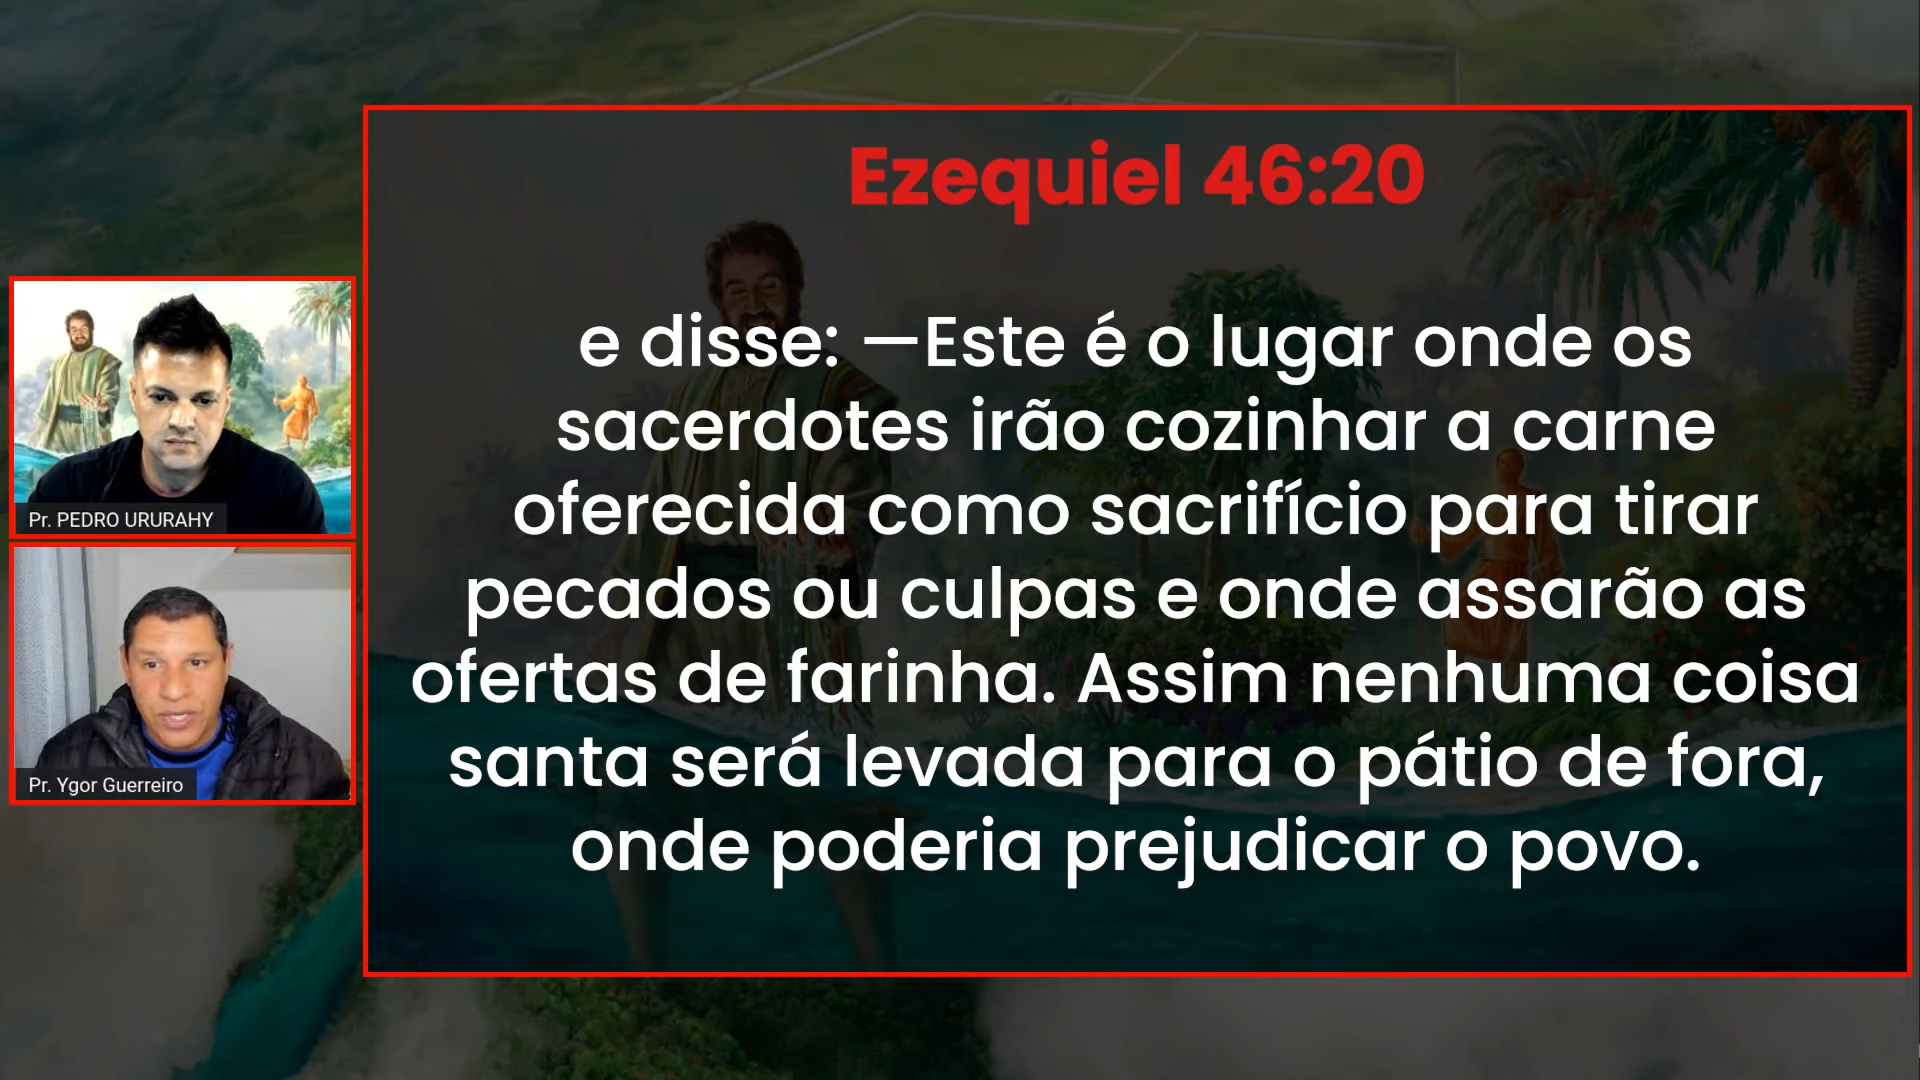 Ezequiel 46:20
e disse: —Este é o lugar onde os
sacerdotes irão cozinhar a carne
oferecida como sacrifício para tirar
pecados ou culpas e onde assarão as
ofertas de farinha. Assim nenhuma coisa
santa será levada para o pátio de fora,
onde poderia prejudicar o povo.
Pr. PEDRO URURAHY
Pr. Ygor Guerreiro